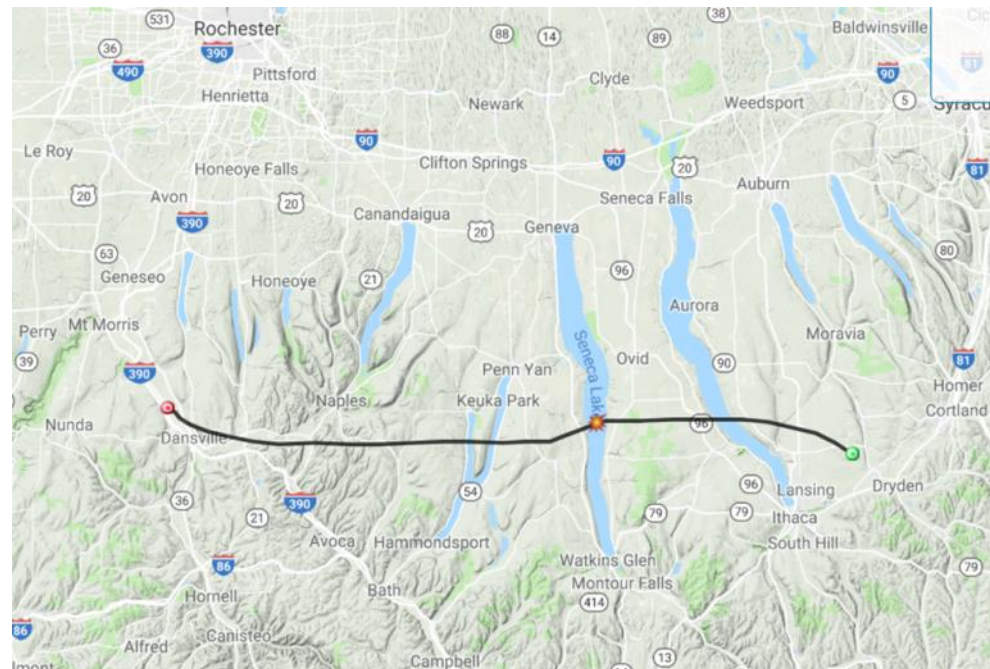 531
38
Rochester
36
390
88
14
89
Baldwinsville
490
Pittsford
Clyde
90
81
Henrietta
Newark
Weedsport
5
90
Le Roy
Clifton Springs
90
Honeoye Falls
20
81
20
Avon
20
Seneca Falls
Auburn
390
Canandaigua
20
Geneva
63
96
80
Geneseo
Honeoye
21
Aurora
Perry
Mt Morris
Moravia
39
Seneca Lake
Ovid
90
81
390
Penn Yan
Homer
Naples
Keuka Park
Cortland
Nunda
96
Dansville
54
96
Lansing
Dryden
36
390
21
79
79
Ithaca
Avoca
Hammondsport
South Hill
86
Watkins Glen
79
Bath
Montour Falls
Hornell
414
86
Canisteo
Alfred
13
Campbell